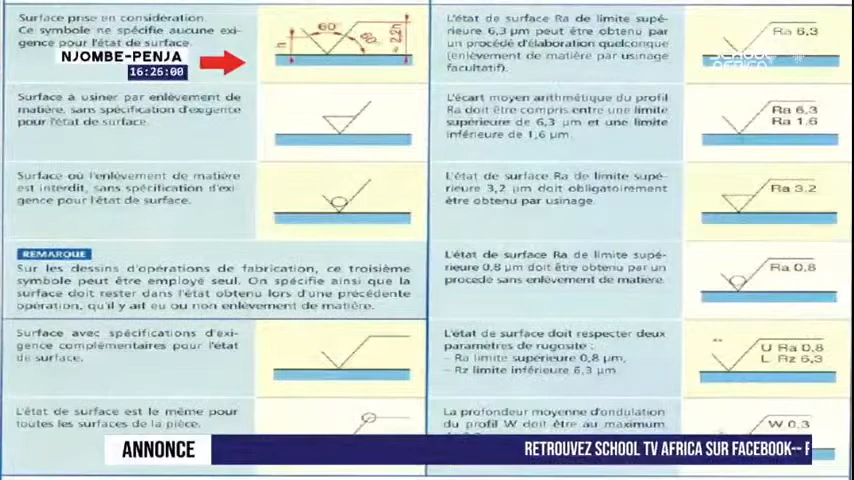 Surface prise en considération.
Ce symbole ne spécifie aucune exi-
gence pour l'état de surface.
NJOMBE-PENJA
16:26:00
60°
60°
h
≈ 2,2h
Surface à usiner par enlèvement de
matière, sans spécification d'exigence
pour l'état de surface.
Surface où l'enlèvement de matière
est interdit, sans spécification d'exi-
gence pour l'état de surface.
REMARQUE
Sur les dessins d'opérations de fabrication, ce troisième
symbole peut être employé seul. On spécifie ainsi que la
surface doit rester dans l'état obtenu lors d'une précédente
opération, qu'il y ait eu ou non enlèvement de matière.
Surface avec spécifications d'exi-
gence complémentaires pour l'état
de surface.
L'état de surface est le même pour
toutes les surfaces de la pièce.
L'état de surface Ra de limite supé-
rieure 6,3 µm peut être obtenu par
un procédé d'élaboration quelconque
(enlèvement de matière par usinage
facultatif).
Ra 6,3
SCHOOL
L'écart moyen arithmétique du profil
Ra doit être compris entre une limite
supérieure de 6,3 µm et une limite
inférieure de 1,6 µm.
Ra 6,3
Ra 1,6
L'état de surface Ra de limite supé-
rieure 3,2 µm doit obligatoirement
être obtenu par usinage.
Ra 3,2
L'état de surface Ra de limite supé-
rieure 0,8 µm doit être obtenu par un
procédé sans enlèvement de matière.
Ra 0,8
L'état de surface doit respecter deux
paramètres de rugosité :
– Ra limite supérieure 0,8 µm,
– Rz limite inférieure 6,3 µm.
U Ra 0,8
L Rz 6,3
La profondeur moyenne d'ondulation
du profil W doit être au maximum
W 0,3
ANNONCE
RETROUVEZ SCHOOL TV AFRICA SUR FACEBOOK-- F